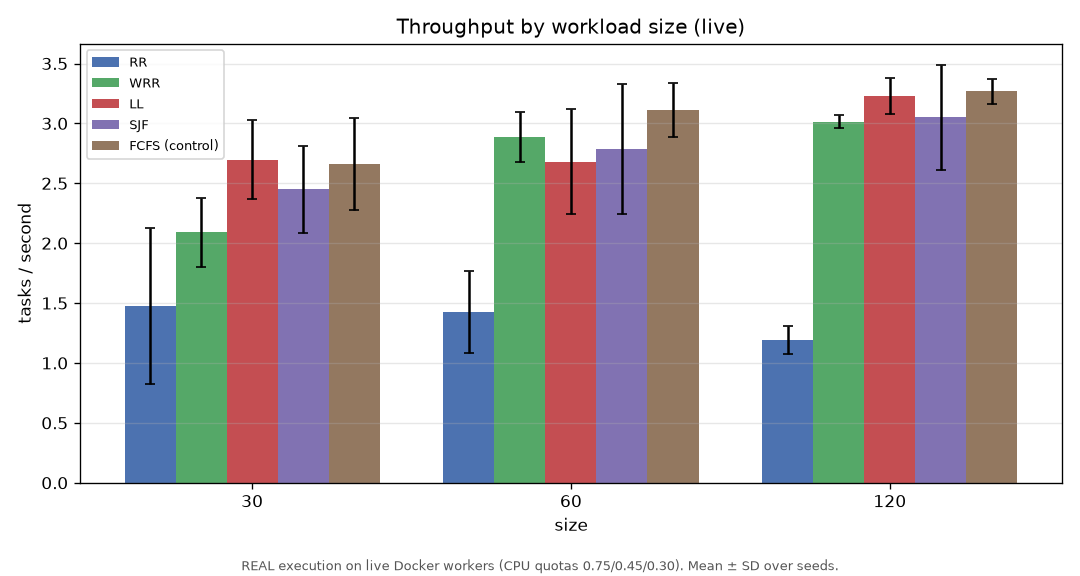 Throughput by workload size (live)
RR
WRR
LL
SJF
FCFS (control)
tasks / second
3.5
3.0
2.5
2.0
1.5
1.0
0.5
0.0
30
60
120
size
REAL execution on live Docker workers (CPU quotas 0.75/0.45/0.30). Mean ± SD over seeds.